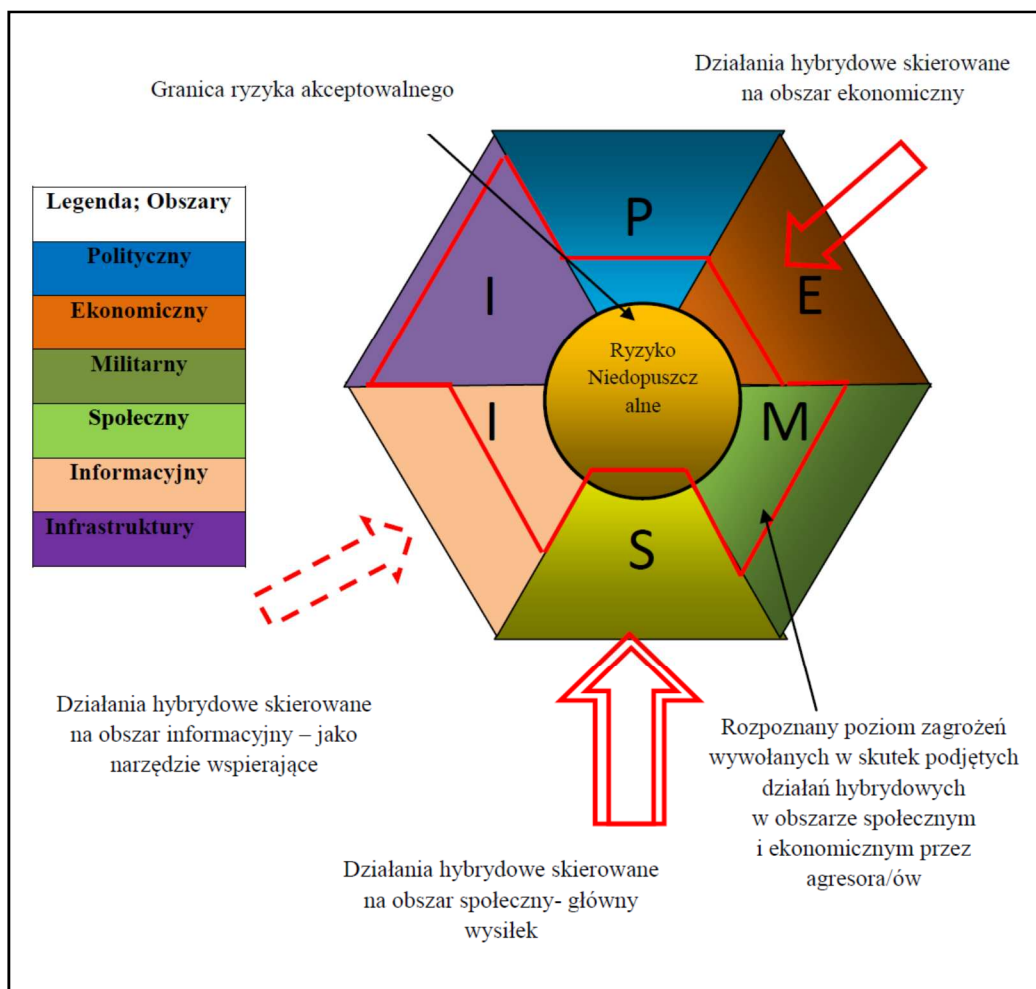 Granica ryzyka akceptowalnego
Działania hybrydowe skierowane
na obszar ekonomiczny
Legenda; Obszary
Polityczny
Ekonomiczny
Militarny
Społeczny
Informacyjny
Infrastruktury
P
I
E
Ryzyko
Niedopuszcz
alne
I
M
S
Działania hybrydowe skierowane
na obszar informacyjny – jako
narzędzie wspierające
Rozpoznany poziom zagrożeń
wywołanych w skutek podjętych
działań hybrydowych
w obszarze społecznym
i ekonomicznym przez
agresora/ów
Działania hybrydowe skierowane
na obszar społeczny- główny
wysiłek